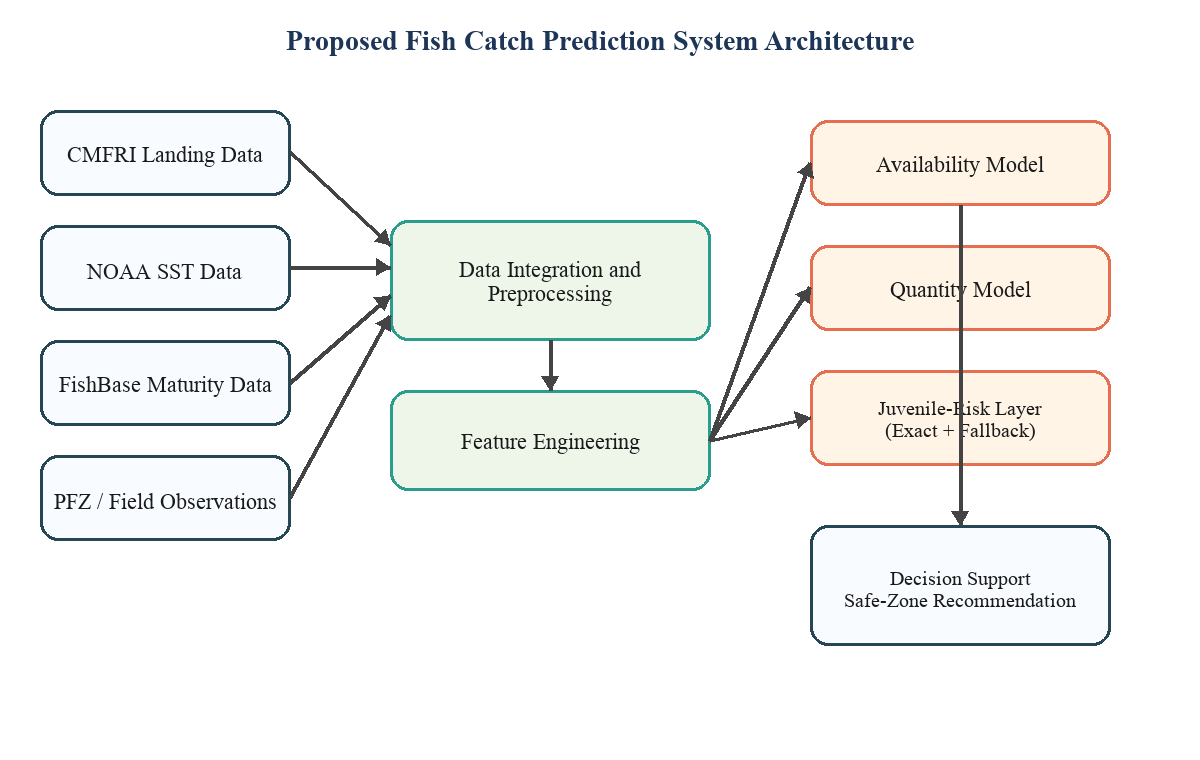 Proposed Fish Catch Prediction System Architecture
CMFRI Landing Data
NOAA SST Data
FishBase Maturity Data
PFZ / Field Observations
Data Integration and
Preprocessing
Feature Engineering
Availability Model
Quantity Model
Juvenile-Risk Layer
(Exact + Fallback)
Decision Support
Safe-Zone Recommendation